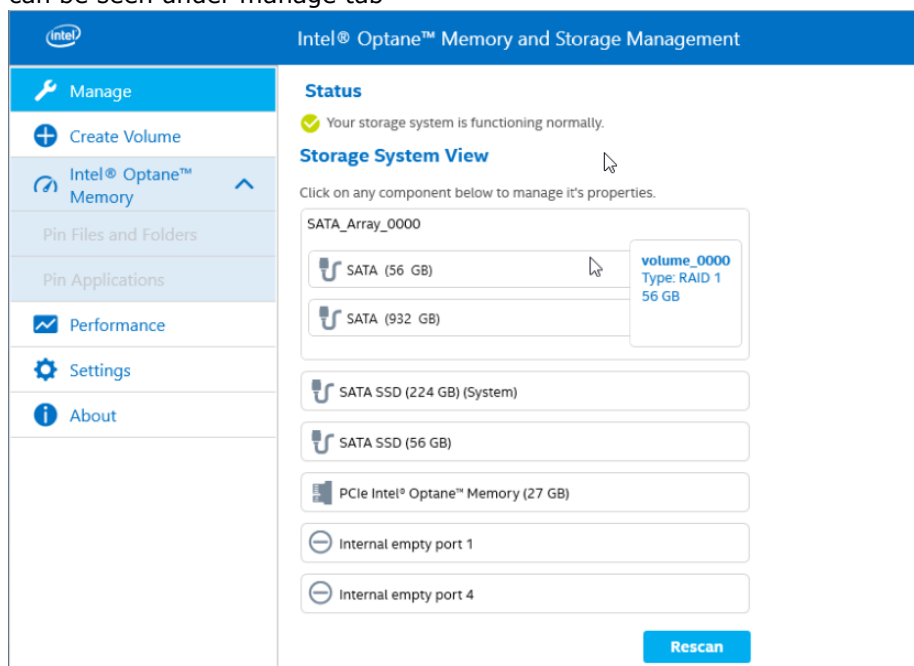 can be seen under manage tab
intel
Intel® Optane™ Memory and Storage Management
Manage
Create Volume
Intel® Optane™
Memory
Pin Files and Folders
Pin Applications
Performance
Settings
About
Status
Your storage system is functioning normally.
Storage System View
Click on any component below to manage it's properties.
SATA_Array_0000
SATA (56 GB)
SATA (932 GB)
volume_0000
Type: RAID 1
56 GB
SATA SSD (224 GB) (System)
SATA SSD (56 GB)
PCIe Intel® Optane™ Memory (27 GB)
Internal empty port 1
Internal empty port 4
Rescan